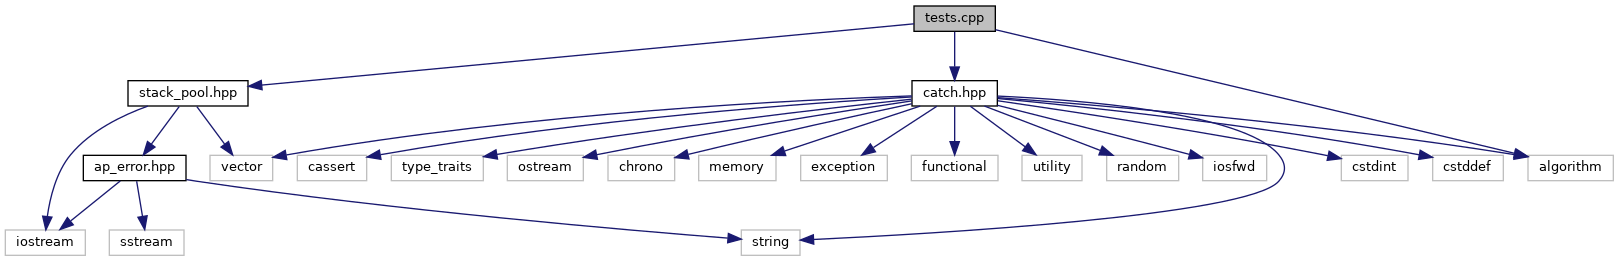 tests.cpp
stack_pool.hpp
catch.hpp
ap_error.hpp
vector
cassert
type_traits
ostream
chrono
memory
exception
functional
utility
random
iosfwd
cstdint
cstddef
algorithm
iostream
sstream
string